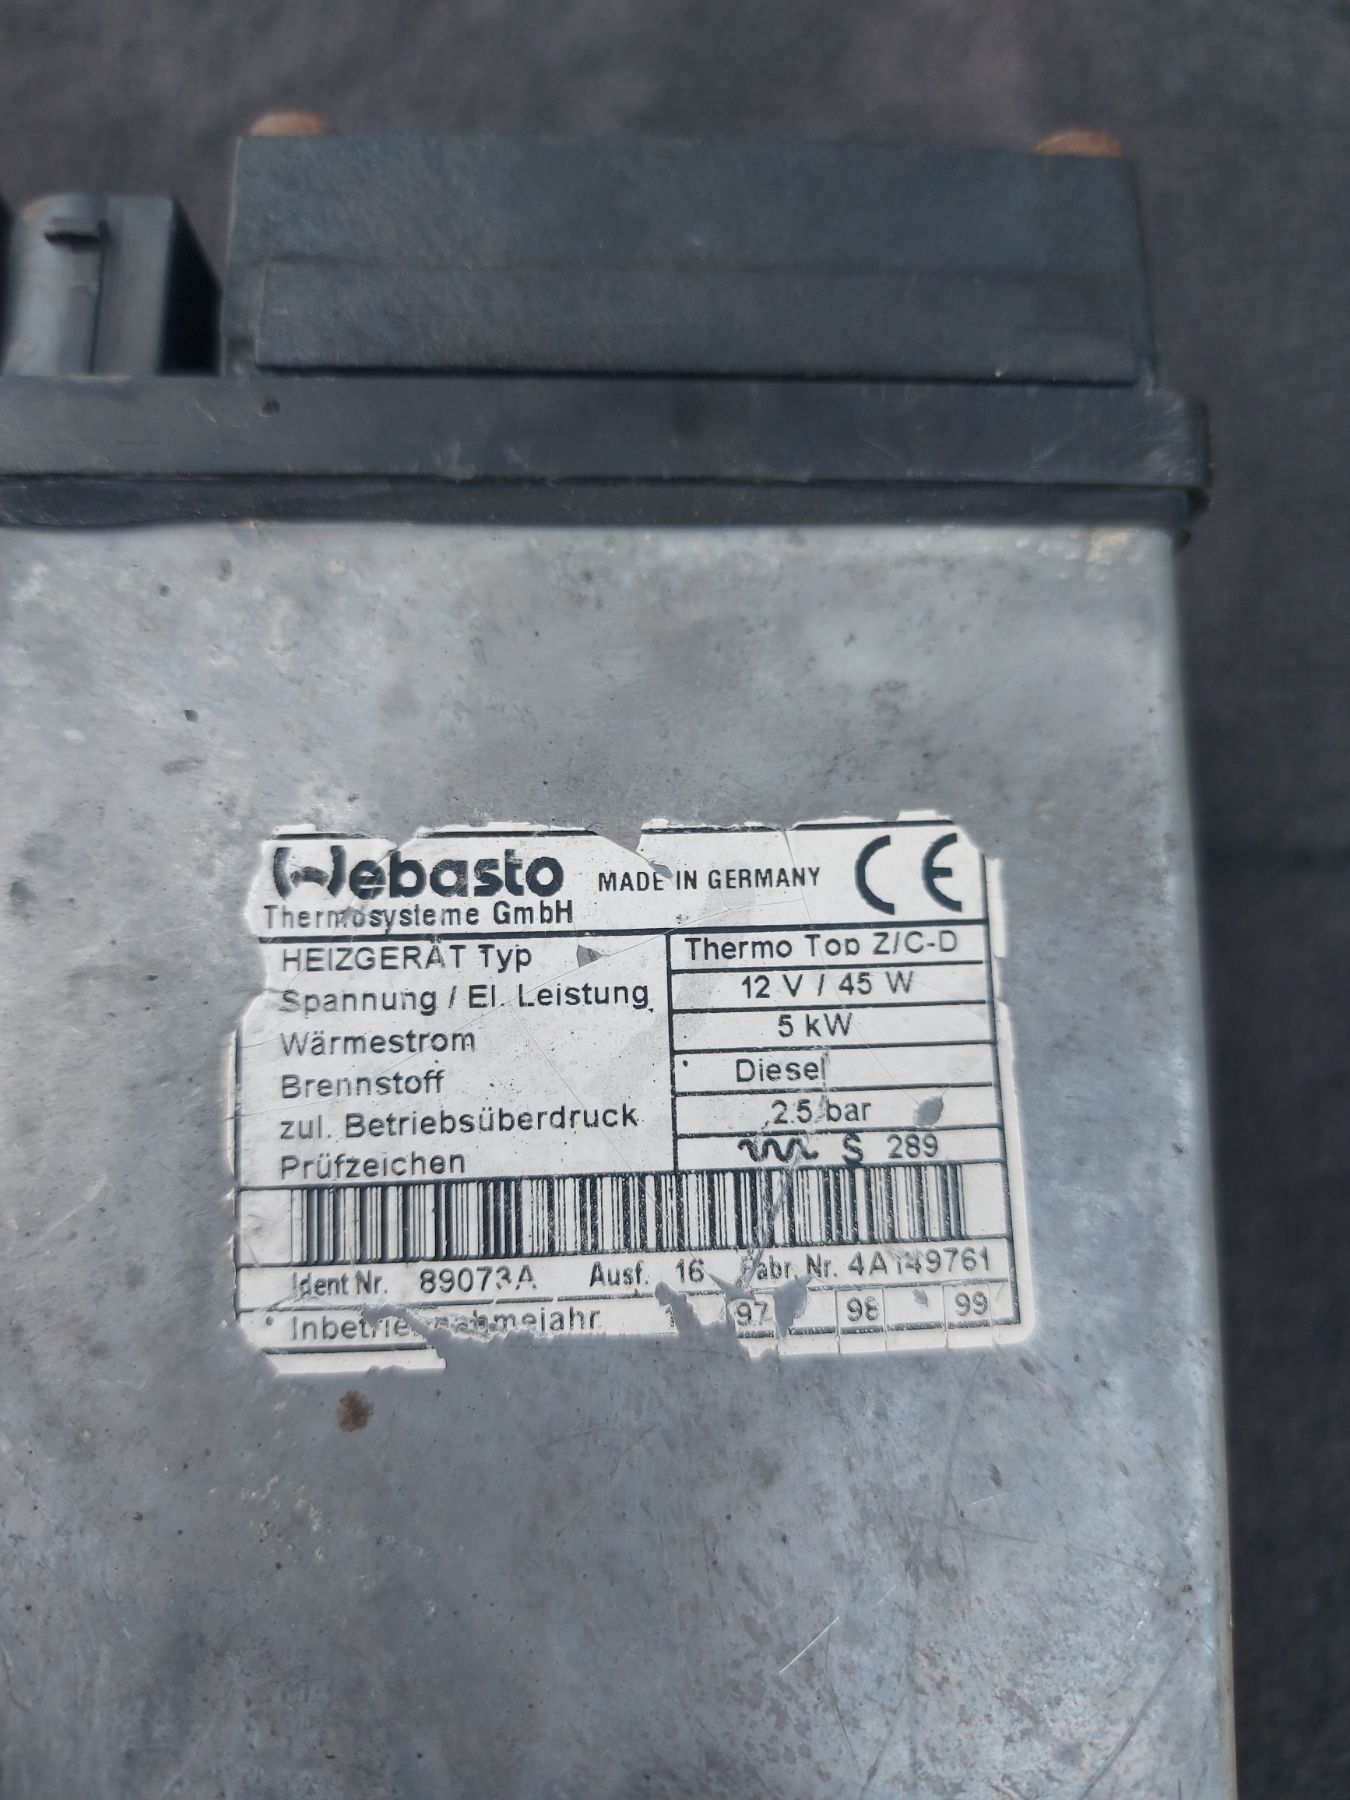 Webasto MADE IN GERMANY CE
Thermosysteme GmbH
HEIZGERÄT Typ Thermo Top Z/C-D
Spannung / El. Leistung 12 V / 45 W
Wärmestrom 5 kW
Brennstoff Diesel
zul. Betriebsüberdruck 2.5 bar
Prüfzeichen S 289
Ident Nr. 89073A Ausf. 16 Fabr. Nr. 4A149761
Inbetriebnahmejahr 97 98 99